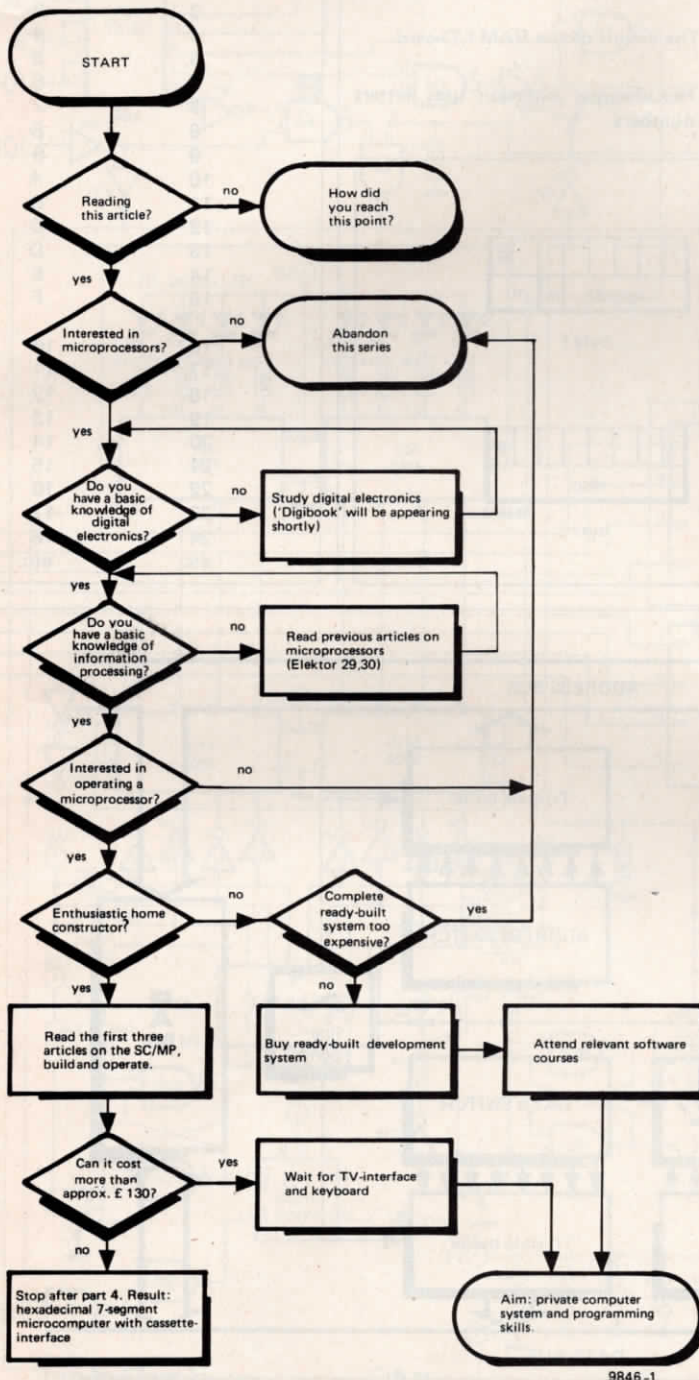 START
Reading
this article?
no
How did
you reach
this point?
yes
Interested in
microprocessors?
no
Abandon
this series
yes
Do you
have a basic
knowledge of
digital
electronics?
no
Study digital electronics
('Digibook' will be appearing
shortly)
yes
Do you
have a basic
knowledge of
information
processing?
no
Read previous articles on
microprocessors
(Elektor 29,30)
yes
Interested in
operating a
microprocessor?
no
yes
Enthusiastic home
constructor?
no
Complete
ready-built
system too
expensive?
yes
yes
no
Read the first three
articles on the SC/MP,
build and operate.
Buy ready-built development
system
Attend relevant software
courses
Can it cost
more than
approx. £ 130?
yes
Wait for TV-interface
and keyboard
no
Stop after part 4. Result:
hexadecimal 7-segment
microcomputer with cassette-
interface
Aim: private computer
system and programming
skills.
9846 -1